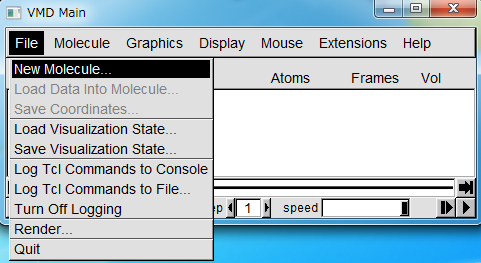 VMD Main
File Molecule Graphics Display Mouse Extensions Help
New Molecule...
Atoms Frames Vol
Load Data Into Molecule...
Save Coordinates...
Load Visualization State...
Save Visualization State...
Log Tcl Commands to Console
Log Tcl Commands to File...
Turn Off Logging
1 speed
Render...
Quit